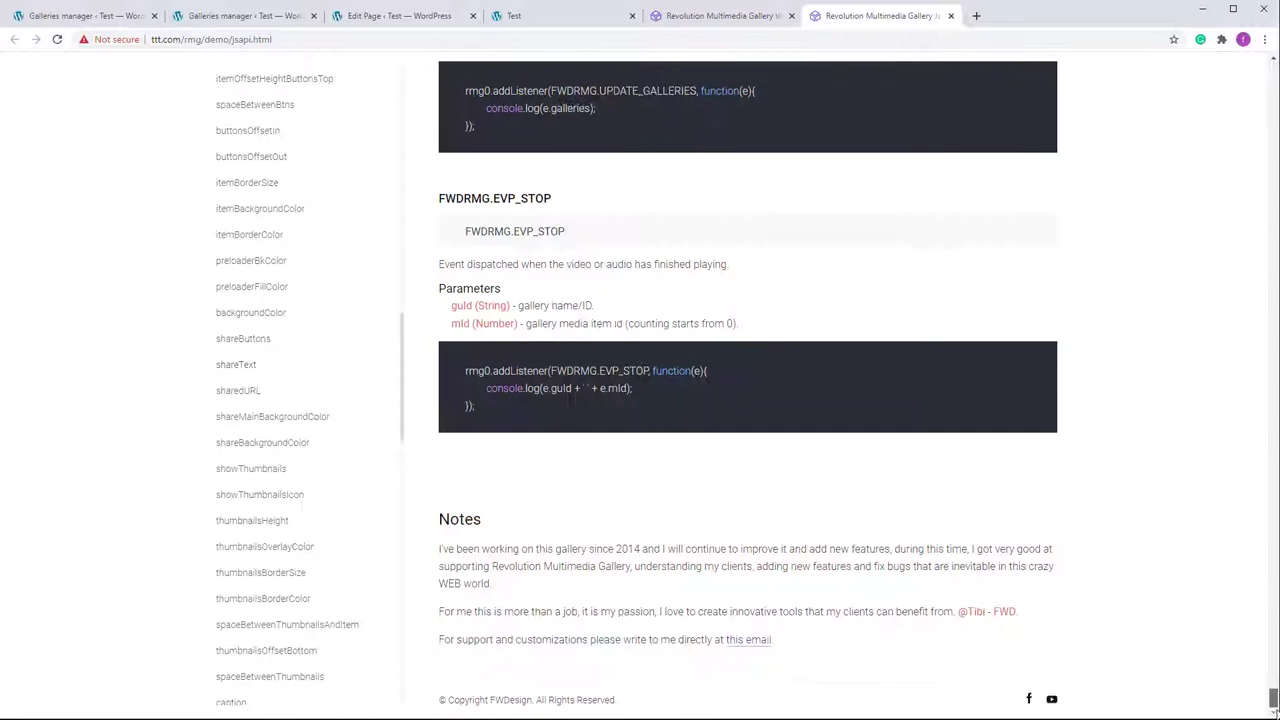 Galleries manager ‹ Test — Wor
Galleries manager ‹ Test — Wor
Edit Page ‹ Test — WordPress
Test
Revolution Multimedia Gallery
Revolution Multimedia Gallery
Not secure
ttt.com/rmg/demo/jsapi.html
itemOffsetHeightButtonsTop
spaceBetweenBtns
buttonsOffsetIn
buttonsOffsetOut
itemBorderSize
itemBackgroundColor
itemBorderColor
preloaderBkColor
preloaderFillColor
backgroundColor
shareButtons
shareText
sharedURL
shareMainBackgroundColor
shareBackgroundColor
showThumbnails
showThumbnailsIcon
thumbnailsHeight
thumbnailsOverlayColor
thumbnailsBorderSize
thumbnailsBorderColor
spaceBetweenThumbnailsAndItem
thumbnailsOffsetBottom
spaceBetweenThumbnails
caption
rmg0.addListener(FWDRMG.UPDATE_GALLERIES, function(e){
console.log(e.galleries);
});
FWDRMG.EVP_STOP
FWDRMG.EVP_STOP
Event dispatched when the video or audio has finished playing.
Parameters
guId (String) - gallery name/ID.
mId (Number) - gallery media item id (counting starts from 0).
rmg0.addListener(FWDRMG.EVP_STOP, function(e){
console.log(e.guId + ' ' + e.mId);
});
Notes
I've been working on this gallery since 2014 and I will continue to improve it and add new features, during this time, I got very good at
supporting Revolution Multimedia Gallery, understanding my clients, adding new features and fix bugs that are inevitable in this crazy
WEB world.
For me this is more than a job, it is my passion, I love to create innovative tools that my clients can benefit from. @Tibi - FWD.
For support and customizations please write to me directly at this email.
© Copyright FWDesign. All Rights Reserved.